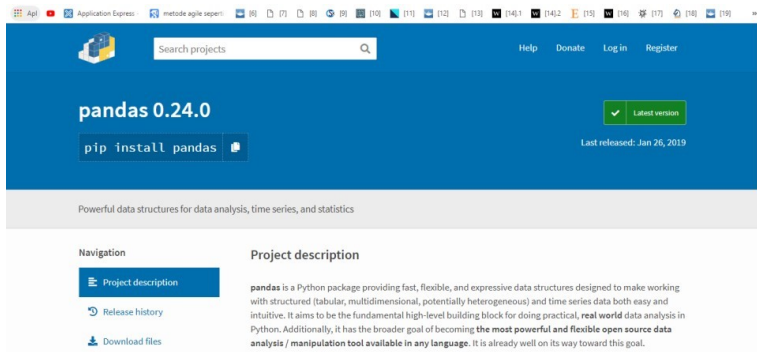 Apl
Application Express
metode agile sepert
[6]
[7]
[8]
[9]
[10]
[11]
[12]
[13]
[14].1
[14].2
[15]
[16]
[17]
[18]
[19]
Search projects
Help
Donate
Log in
Register
pandas 0.24.0
Latest version
pip install pandas
Last released: Jan 26, 2019
Powerful data structures for data analysis, time series, and statistics
Navigation
Project description
Release history
Download files
Project description
pandas is a Python package providing fast, flexible, and expressive data structures designed to make working
with structured (tabular, multidimensional, potentially heterogeneous) and time series data both easy and
intuitive. It aims to be the fundamental high-level building block for doing practical, real world data analysis in
Python. Additionally, it has the broader goal of becoming the most powerful and flexible open source data
analysis / manipulation tool available in any language. It is already well on its way toward this goal.